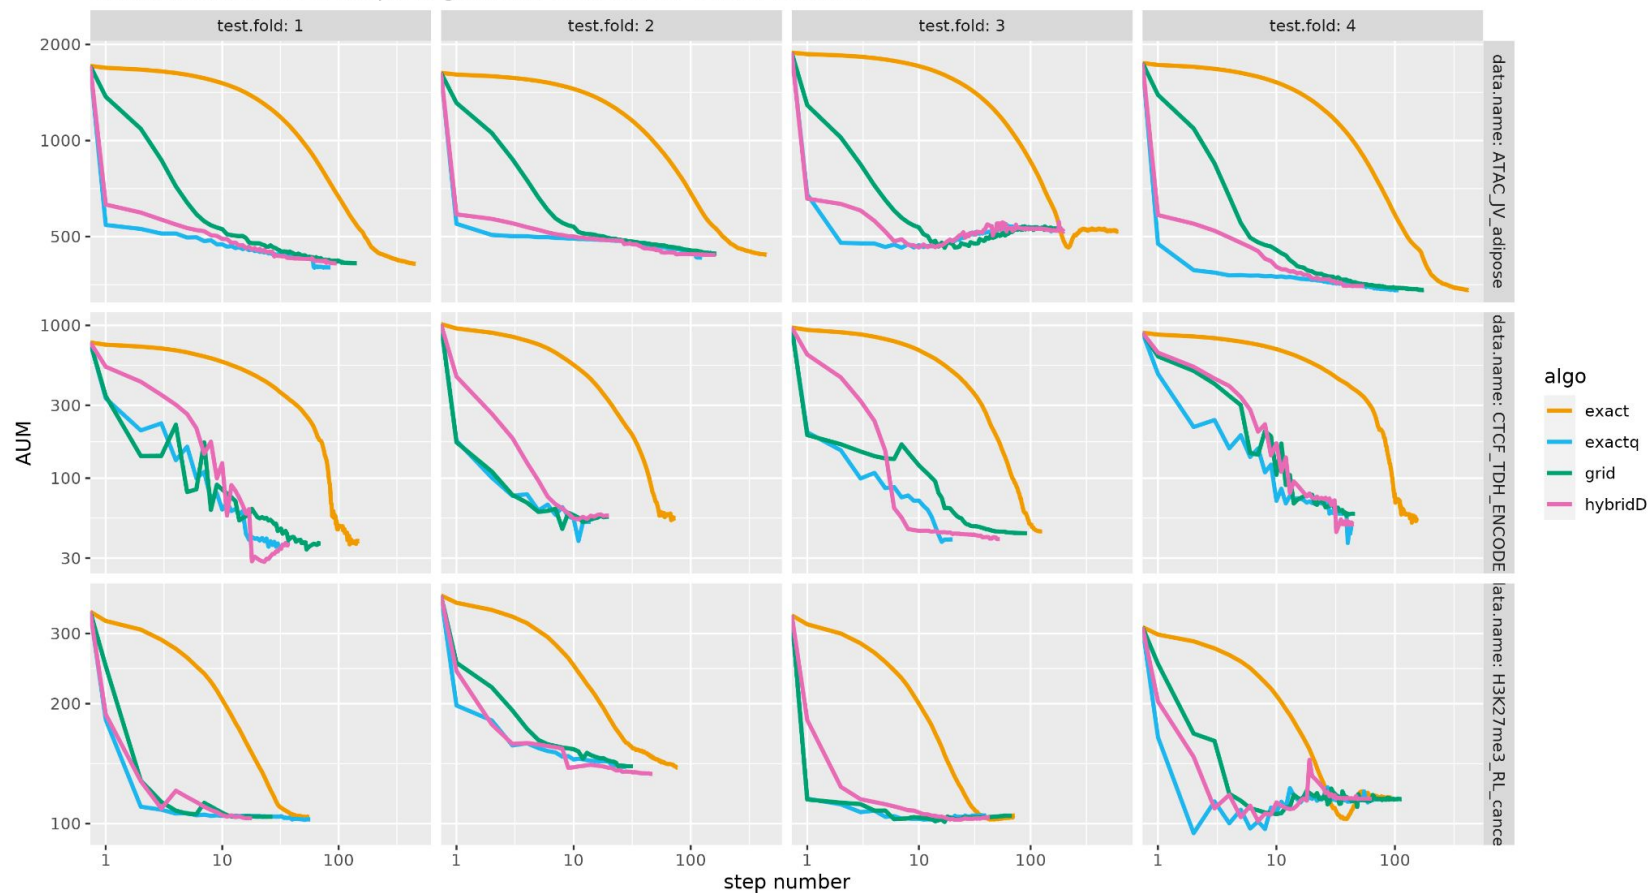 test.fold: 1
test.fold: 2
test.fold: 3
test.fold: 4
2000
1000
500
data.name: ATAC_JV_adipose
1000
300
100
30
data.name: CTCF_TDH_ENCODE
300
200
100
data.name: H3K27me3_RL_cance
1
10
100
1
10
100
1
10
100
1
10
100
step number
AUM
algo
exact
exactq
grid
hybridD